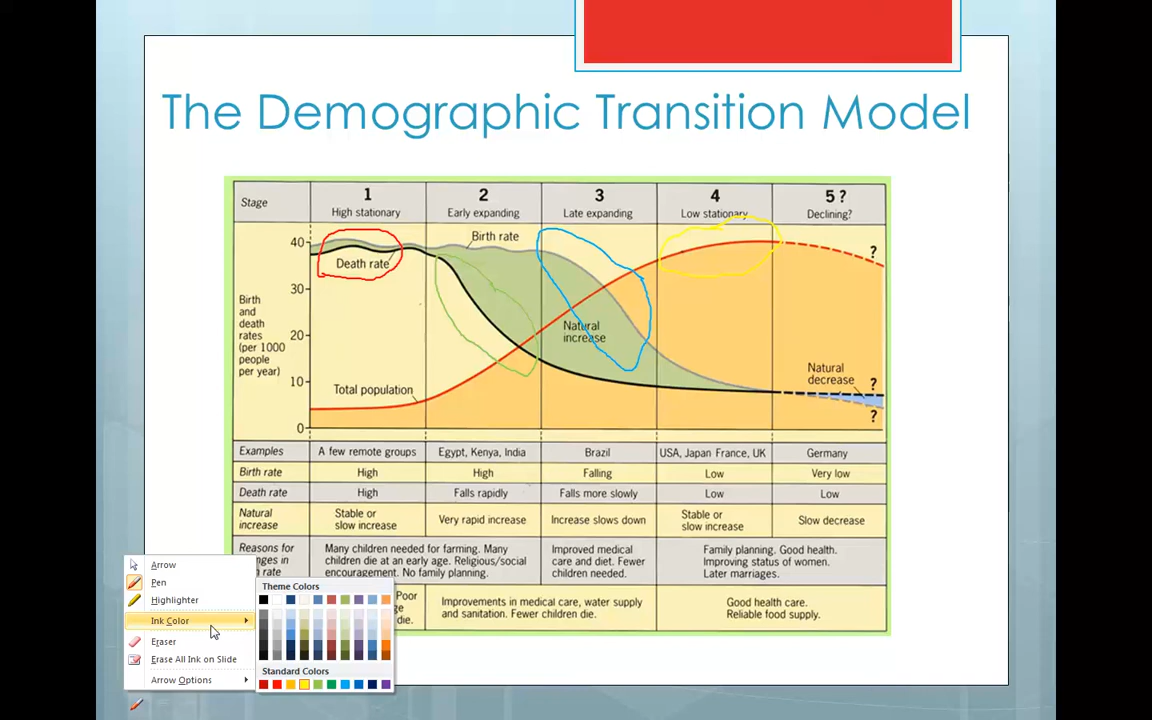 The Demographic Transition Model
Stage
1
High stationary
2
Early expanding
3
Late expanding
4
Low stationary
5 ?
Declining?
Birth
and
death
rates
(per 1000
people
per year)
40
30
20
10
0
Birth rate
Death rate
Total population
Natural
increase
Natural
decrease
?
?
?
Examples
A few remote groups
Egypt, Kenya, India
Brazil
USA, Japan France, UK
Germany
Birth rate
High
High
Falling
Low
Very low
Death rate
High
Falls rapidly
Falls more slowly
Low
Low
Natural
increase
Stable or
slow increase
Very rapid increase
Increase slows down
Stable or
slow increase
Slow decrease
Reasons for
nges in
rate
Many children needed for farming. Many
children die at an early age. Religious/social
encouragement. No family planning.
Improved medical
care and diet. Fewer
children needed.
Family planning. Good health.
Improving status of women.
Later marriages.
Poor
ge
die.
Improvements in medical care, water supply
and sanitation. Fewer children die.
Good health care.
Reliable food supply.
Arrow
Pen
Highlighter
Ink Color
Eraser
Erase All Ink on Slide
Arrow Options
Theme Colors
Standard Colors